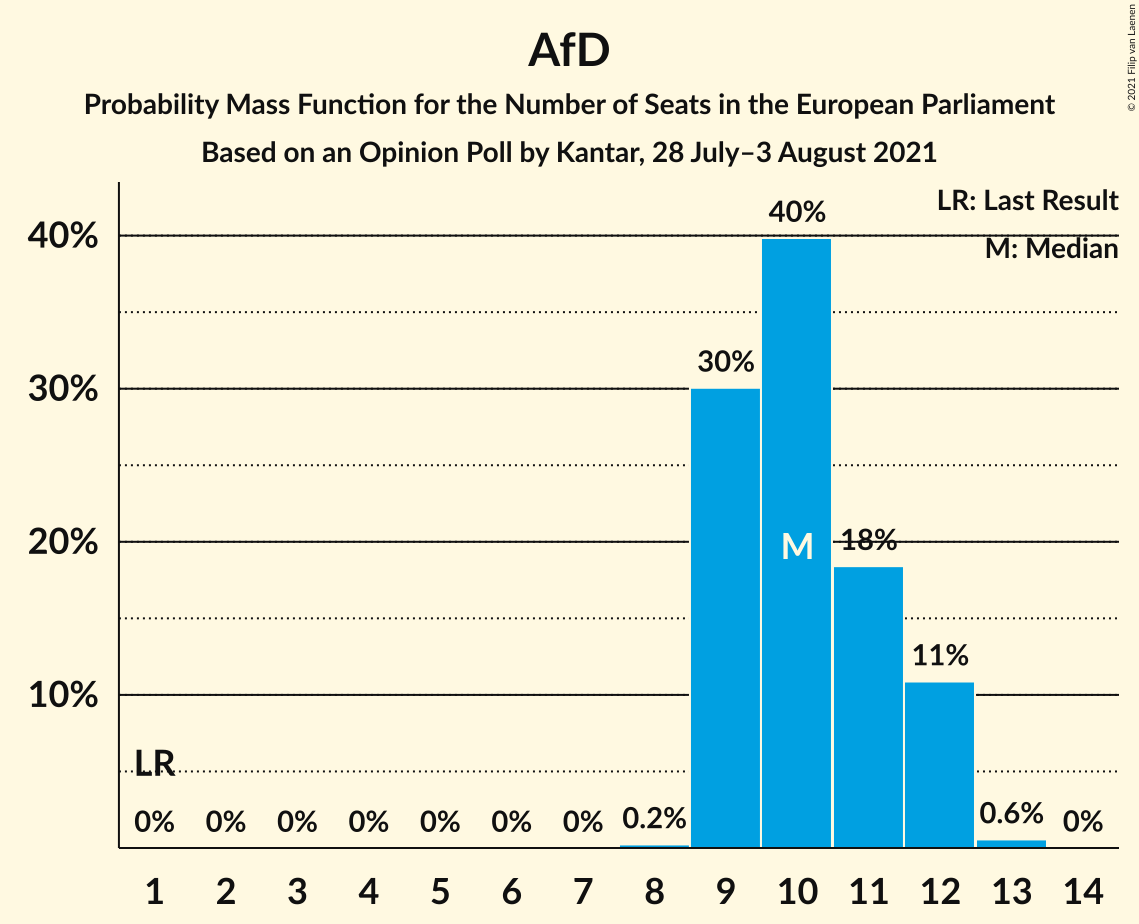 AfD
Probability Mass Function for the Number of Seats in the European Parliament
Based on an Opinion Poll by Kantar, 28 July–3 August 2021
© 2021 Filip van Laenen
LR: Last Result
M: Median
40%
30%
20%
10%
LR
0%
0%
0%
0%
0%
0%
0%
0.2%
30%
40%
M
18%
11%
0.6%
0%
1 2 3 4 5 6 7 8 9 10 11 12 13 14